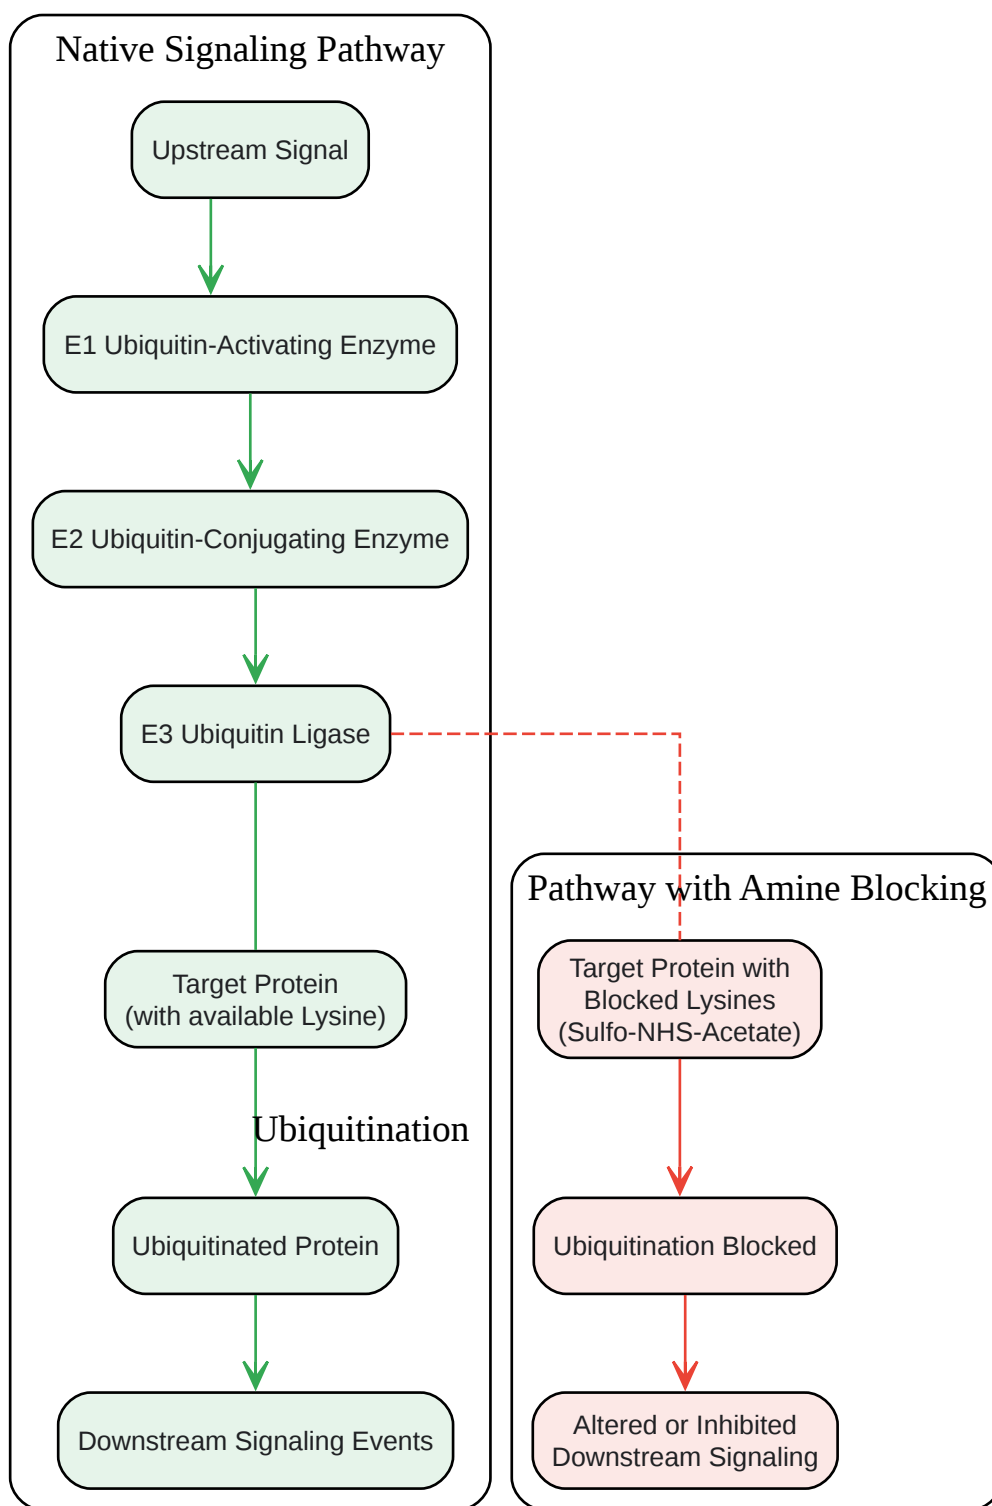 Native Signaling Pathway
Upstream Signal
E1 Ubiquitin-Activating Enzyme
E2 Ubiquitin-Conjugating Enzyme
E3 Ubiquitin Ligase
Target Protein
(with available Lysine)
Ubiquitination
Ubiquitinated Protein
Downstream Signaling Events
Pathway with Amine Blocking
Target Protein with
Blocked Lysines
(Sulfo-NHS-Acetate)
Ubiquitination Blocked
Altered or Inhibited
Downstream Signaling